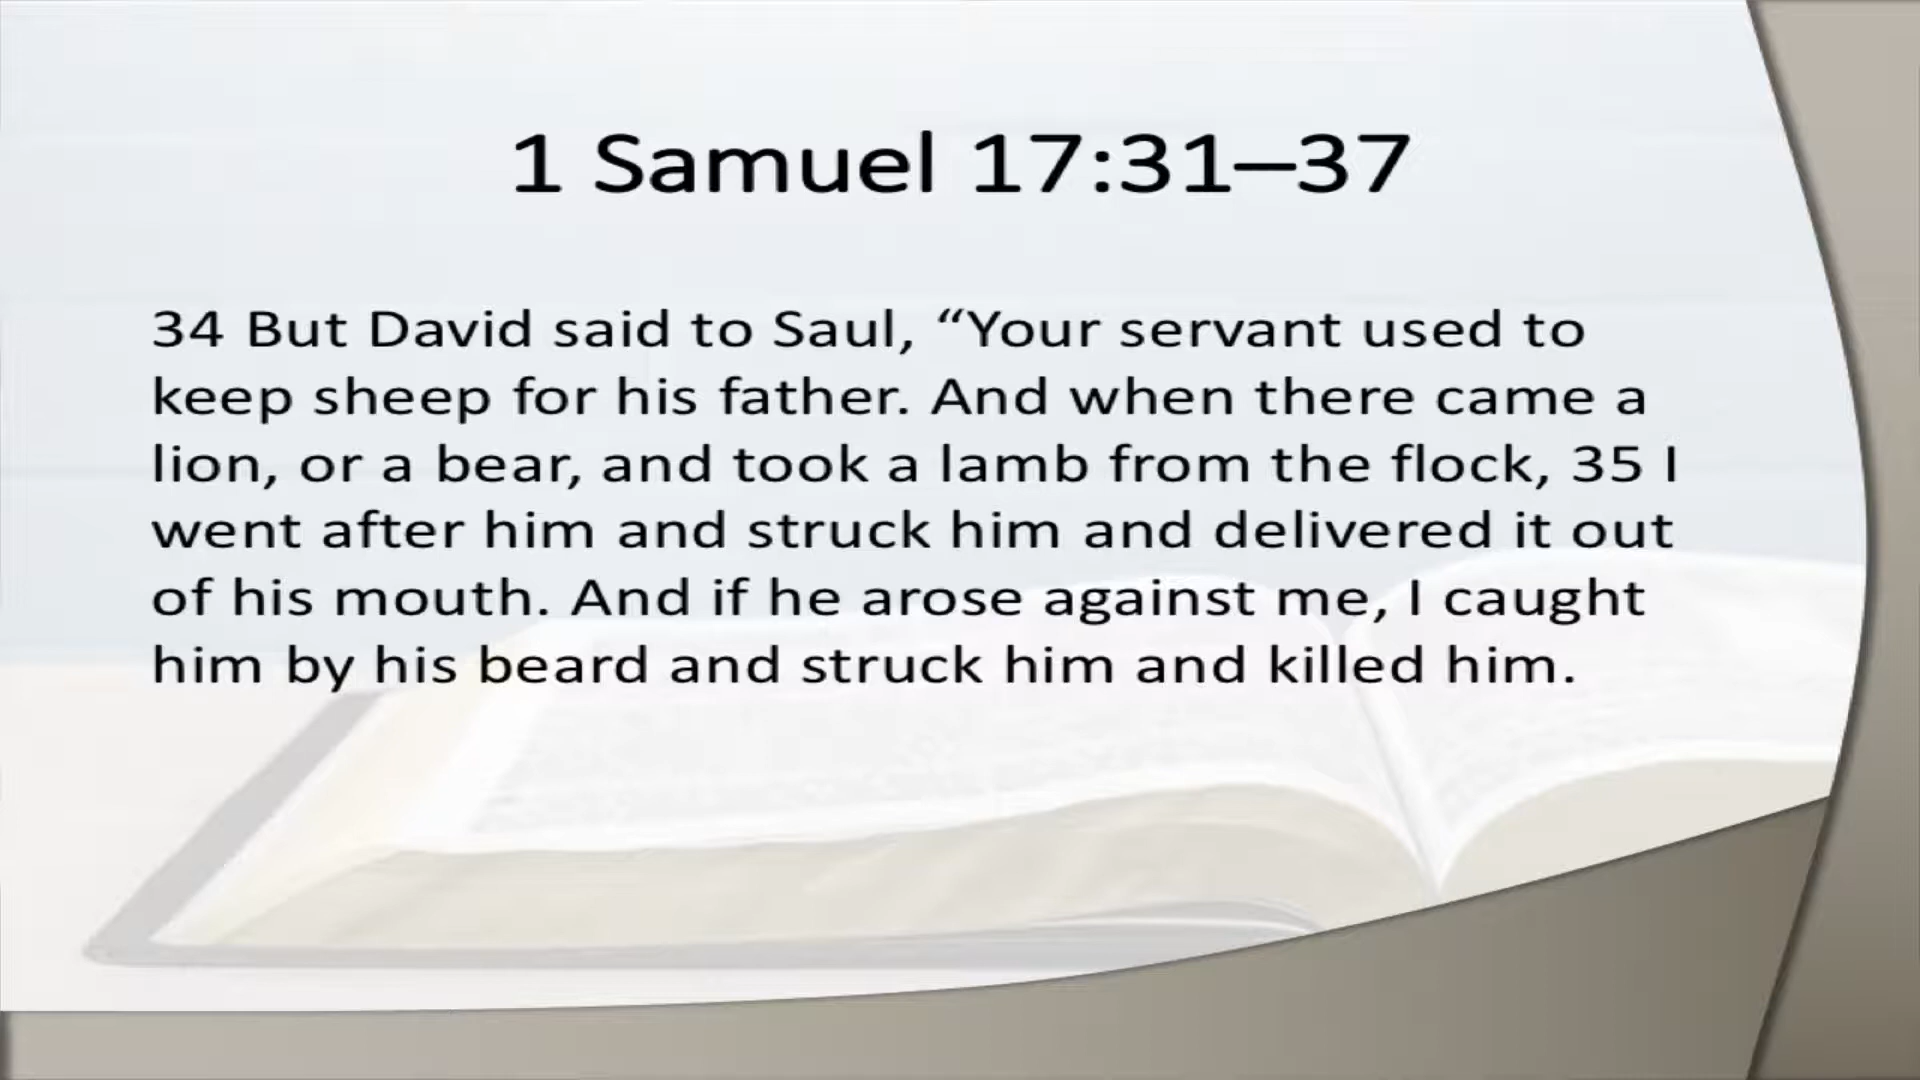 1 Samuel 17:31–37
34 But David said to Saul, “Your servant used to
keep sheep for his father. And when there came a
lion, or a bear, and took a lamb from the flock, 35 I
went after him and struck him and delivered it out
of his mouth. And if he arose against me, I caught
him by his beard and struck him and killed him.